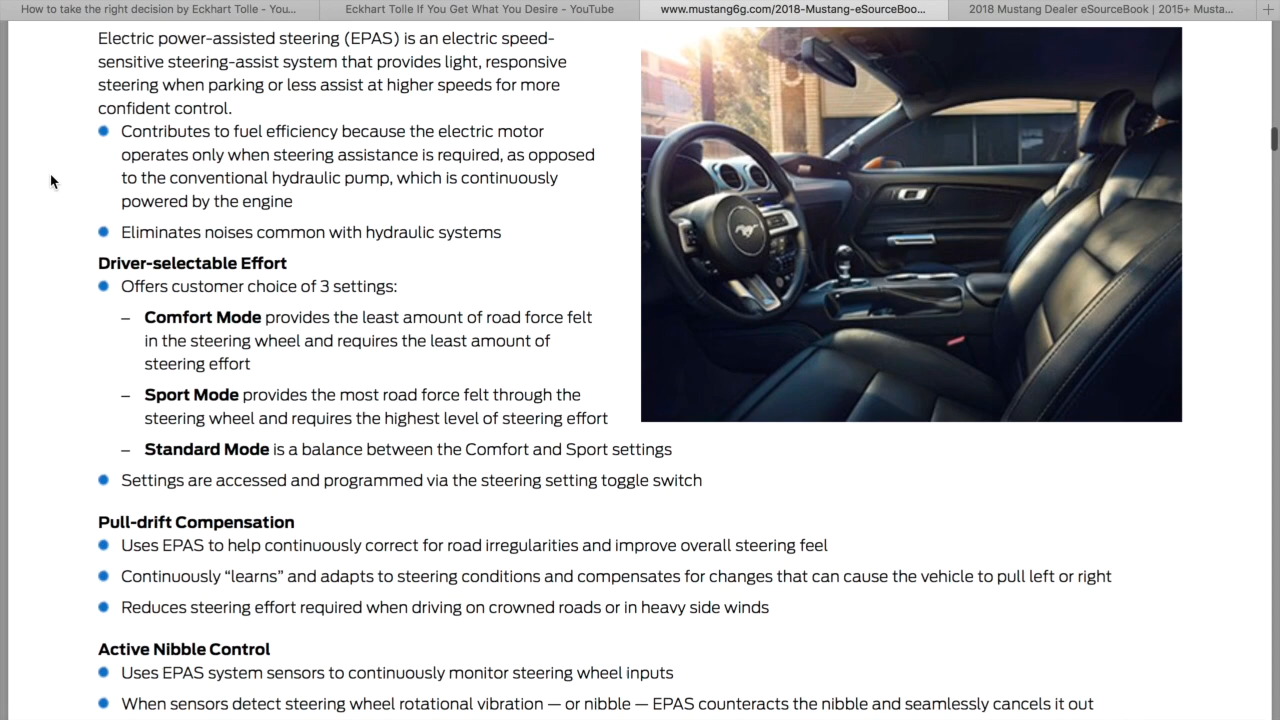 How to take the right decision by Eckhart Tolle - You...
Eckhart Tolle If You Get What You Desire - YouTube
www.mustang6g.com/2018-Mustang-eSourceBoo...
2018 Mustang Dealer eSourceBook | 2015+ Musta...
Electric power-assisted steering (EPAS) is an electric speed-
sensitive steering-assist system that provides light, responsive
steering when parking or less assist at higher speeds for more
confident control.
Contributes to fuel efficiency because the electric motor
operates only when steering assistance is required, as opposed
to the conventional hydraulic pump, which is continuously
powered by the engine
Eliminates noises common with hydraulic systems
Driver-selectable Effort
Offers customer choice of 3 settings:
– Comfort Mode provides the least amount of road force felt
in the steering wheel and requires the least amount of
steering effort
– Sport Mode provides the most road force felt through the
steering wheel and requires the highest level of steering effort
– Standard Mode is a balance between the Comfort and Sport settings
Settings are accessed and programmed via the steering setting toggle switch
Pull-drift Compensation
Uses EPAS to help continuously correct for road irregularities and improve overall steering feel
Continuously “learns” and adapts to steering conditions and compensates for changes that can cause the vehicle to pull left or right
Reduces steering effort required when driving on crowned roads or in heavy side winds
Active Nibble Control
Uses EPAS system sensors to continuously monitor steering wheel inputs
When sensors detect steering wheel rotational vibration — or nibble — EPAS counteracts the nibble and seamlessly cancels it out